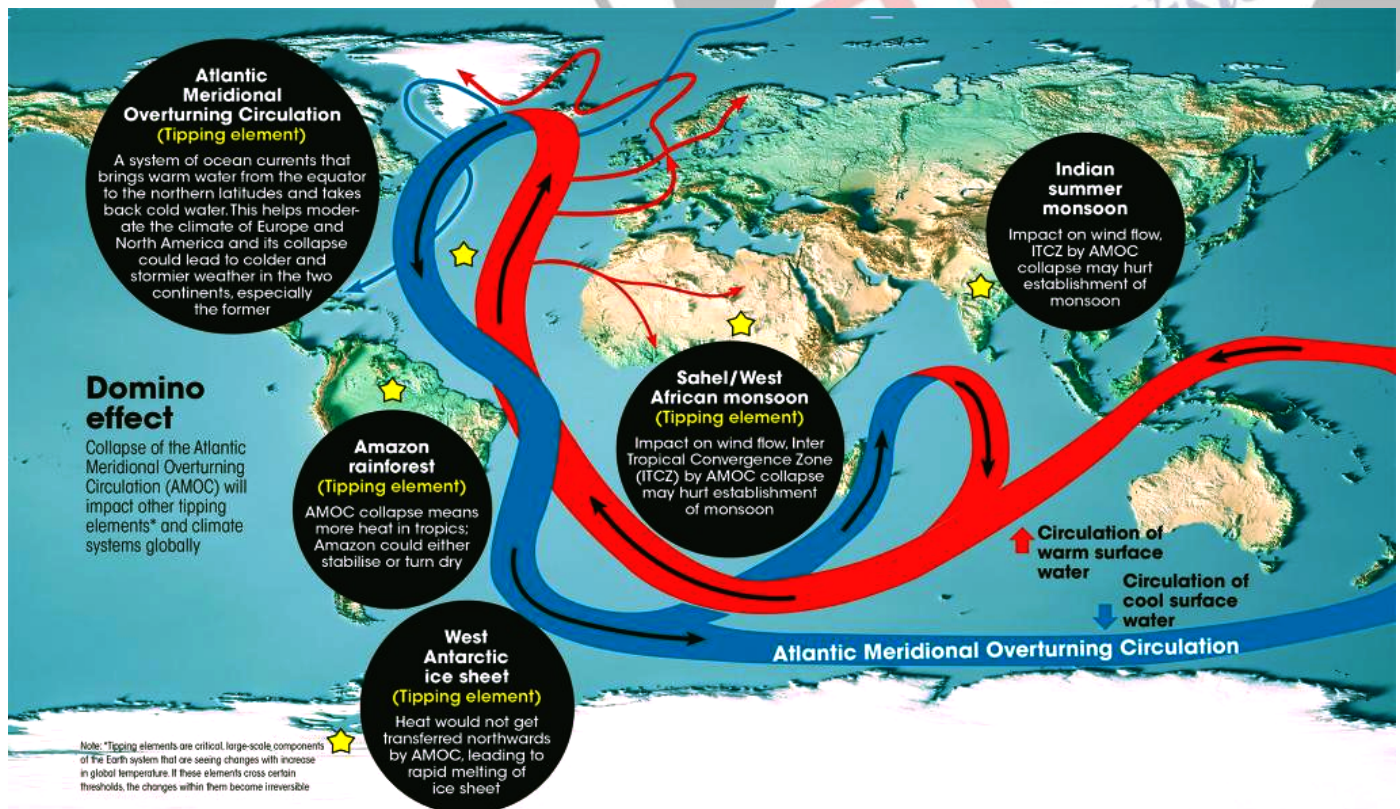 Atlantic
Meridional
Overturning Circulation
(Tipping element)
A system of ocean currents that
brings warm water from the equator
to the northern latitudes and takes
back cold water. This helps moder-
ate the climate of Europe and
North America and its collapse
could lead to colder and
stormier weather in the two
continents, especially
the former
Indian
summer
monsoon
Impact on wind flow,
ITCZ by AMOC
collapse may hurt
establishment of
monsoon
Domino
effect
Collapse of the Atlantic
Meridional Overturning
Circulation (AMOC) will
impact other tipping
elements* and climate
systems globally
Sahel/West
African monsoon
(Tipping element)
Impact on wind flow, Inter
Tropical Convergence Zone
(ITCZ) by AMOC collapse
may hurt establishment
of monsoon
Amazon
rainforest
(Tipping element)
AMOC collapse means
more heat in tropics;
Amazon could either
stabilise or turn dry
Circulation of
warm surface
water
Circulation of
cool surface
water
Atlantic Meridional Overturning Circulation
West
Antarctic
ice sheet
(Tipping element)
Heat would not get
transferred northwards
by AMOC, leading to
rapid melting of
ice sheet
Note: *Tipping elements are critical, large-scale components
of the Earth system that are seeing changes with increase
in global temperature. If these elements cross certain
thresholds, the changes within them become irreversible